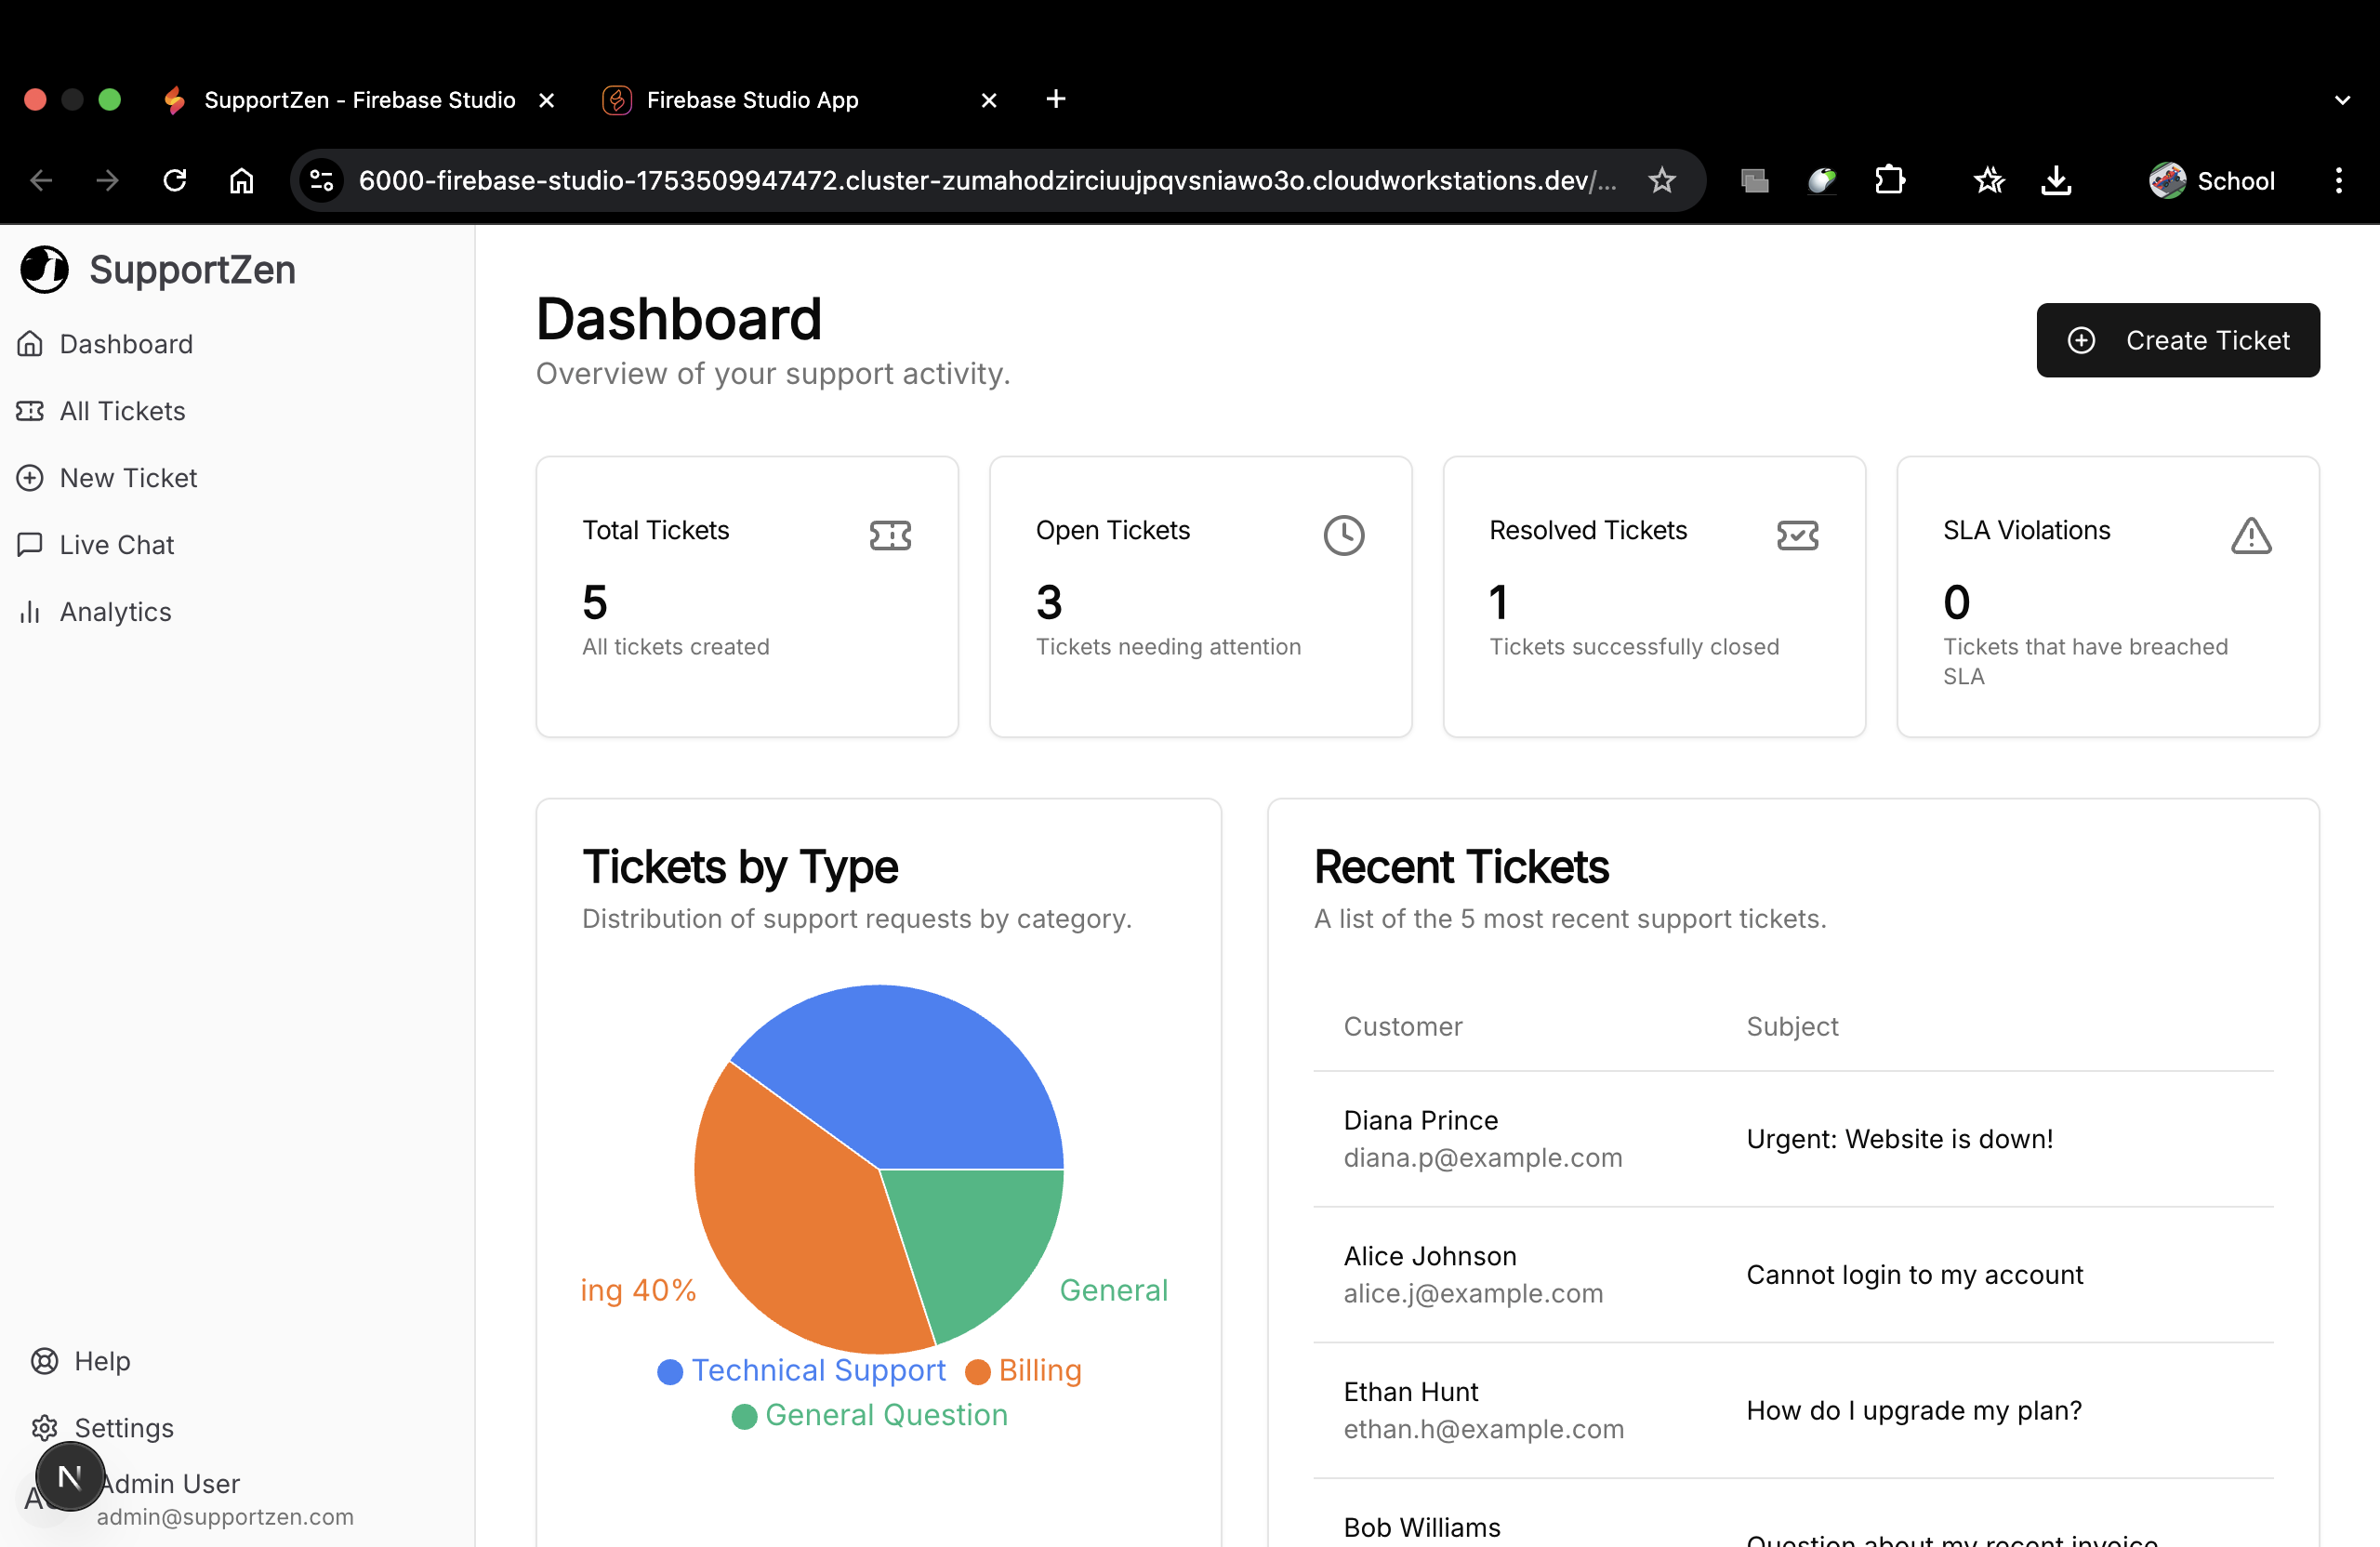 SupportZen - Firebase Studio
Firebase Studio App
6000-firebase-studio-1753509947472.cluster-zumahodzirciuujpqvsniawo3o.cloudworkstations.dev/...
School
SupportZen
Dashboard
All Tickets
New Ticket
Live Chat
Analytics
Help
Settings
N
Admin User
admin@supportzen.com
Dashboard
Overview of your support activity.
Create Ticket
Total Tickets
5
All tickets created
Open Tickets
3
Tickets needing attention
Resolved Tickets
1
Tickets successfully closed
SLA Violations
0
Tickets that have breached
SLA
Tickets by Type
Distribution of support requests by category.
ing 40%
General
Technical Support
Billing
General Question
Recent Tickets
A list of the 5 most recent support tickets.
Customer Subject
Diana Prince
diana.p@example.com
Urgent: Website is down!
Alice Johnson
alice.j@example.com
Cannot login to my account
Ethan Hunt
ethan.h@example.com
How do I upgrade my plan?
Bob Williams
Question about my recent invoice